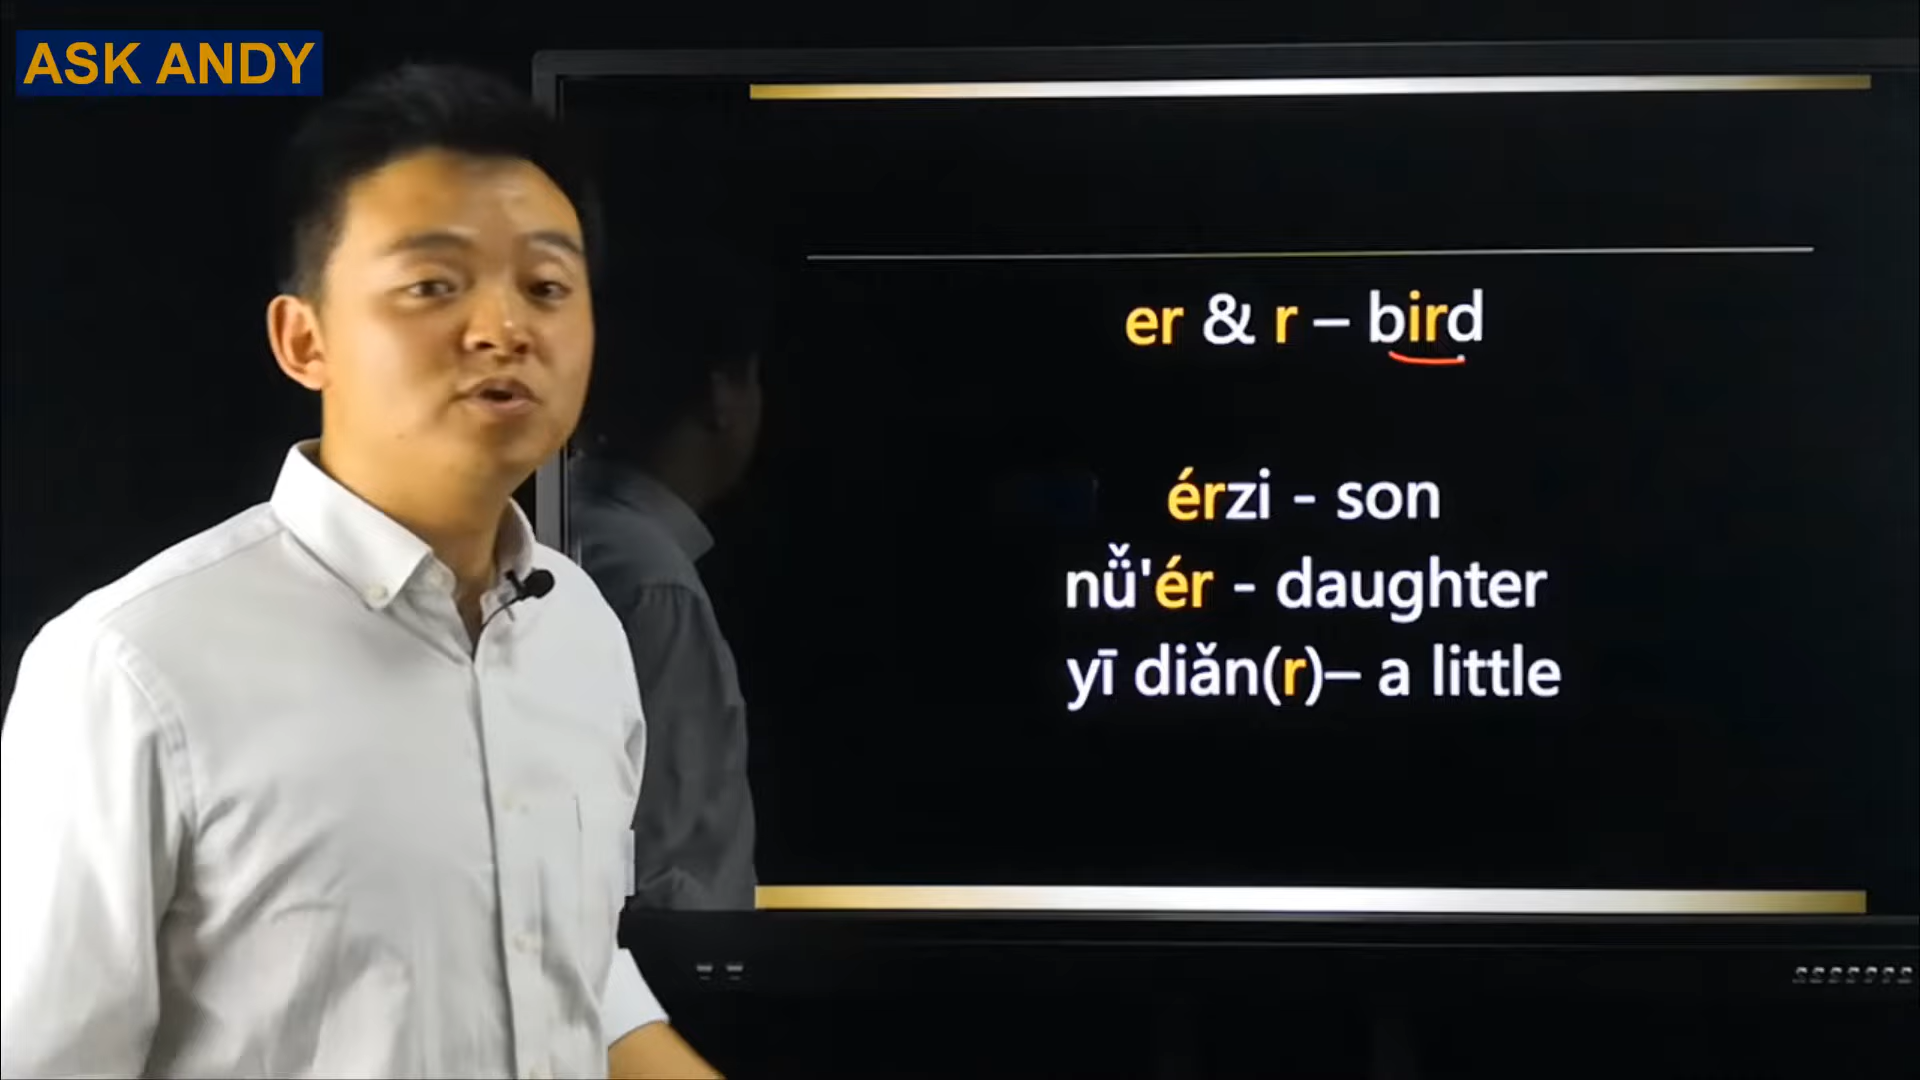 ASK ANDY
er & r – bird
érzi - son
nǚ'ér - daughter
yī diǎn(r)– a little